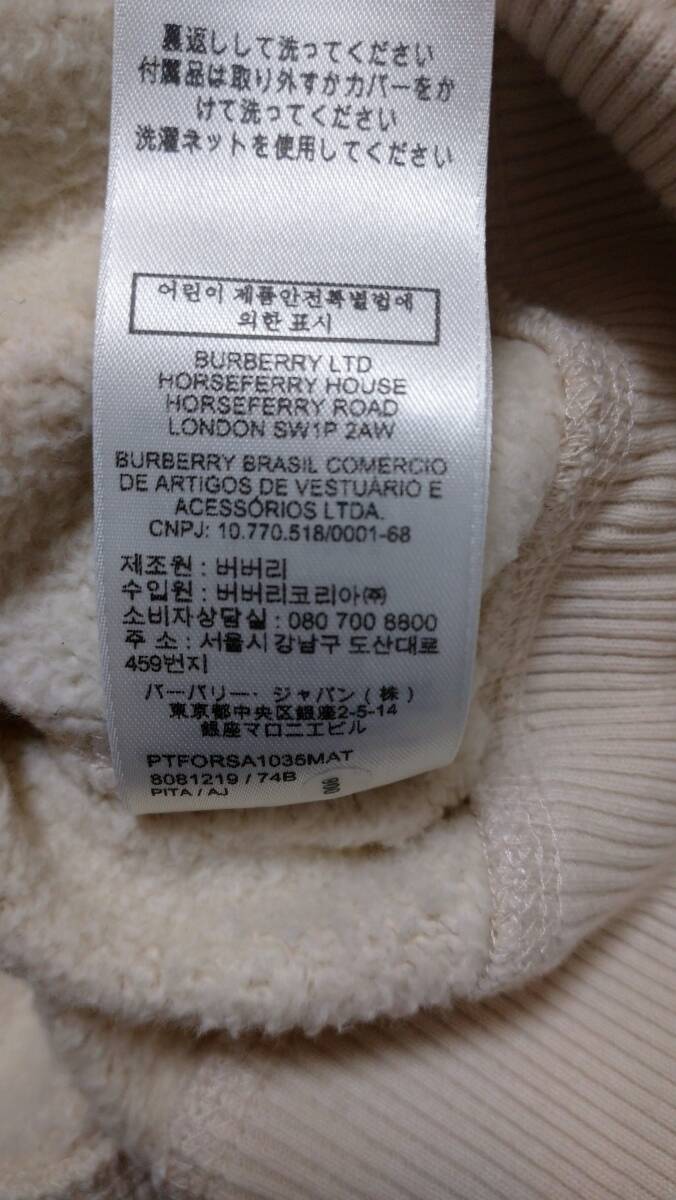 裏返しして洗ってください
付属品は取り外すかカバーをか
けて洗ってください
洗濯ネットを使用してください
어린이 제품안전특별법에
의한 표시
BURBERRY LTD
HORSEFERRY HOUSE
HORSEFERRY ROAD
LONDON SW1P 2AW
BURBERRY BRASIL COMERCIO
DE ARTIGOS DE VESTUÁRIO E
ACESSÓRIOS LTDA.
CNPJ: 10.770.518/0001-68
제조원 : 버버리
수입원 : 버버리코리아㈜
소비자상담실 : 080 700 8800
주 소 : 서울시 강남구 도산대로
459번지
バーバリー・ジャパン(株)
東京都中央区銀座2-5-14
銀座マロニエビル
PTFORSA1035MAT
8081219 / 74B
PITA / AJ